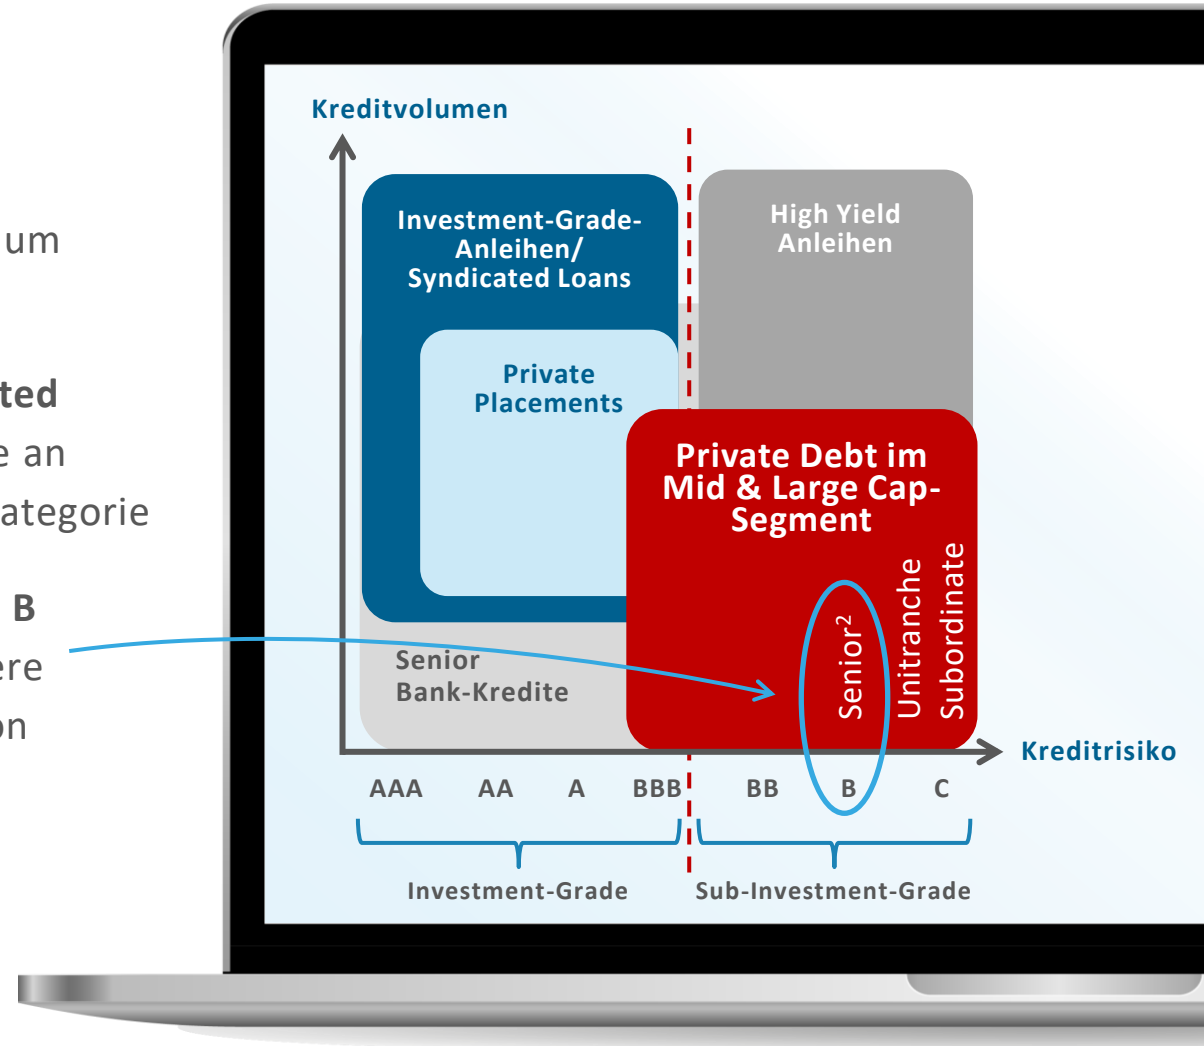 um
ted
e an
ategorie
B
ere
on
Kreditvolumen
Investment-Grade-
Anleihen/
Syndicated Loans
High Yield
Anleihen
Private
Placements
Private Debt im
Mid & Large Cap-
Segment
Senior
Bank-Kredite
Senior²
Unitranche
Subordinate
Kreditrisiko
AAA AA A BBB BB B C
Investment-Grade Sub-Investment-Grade